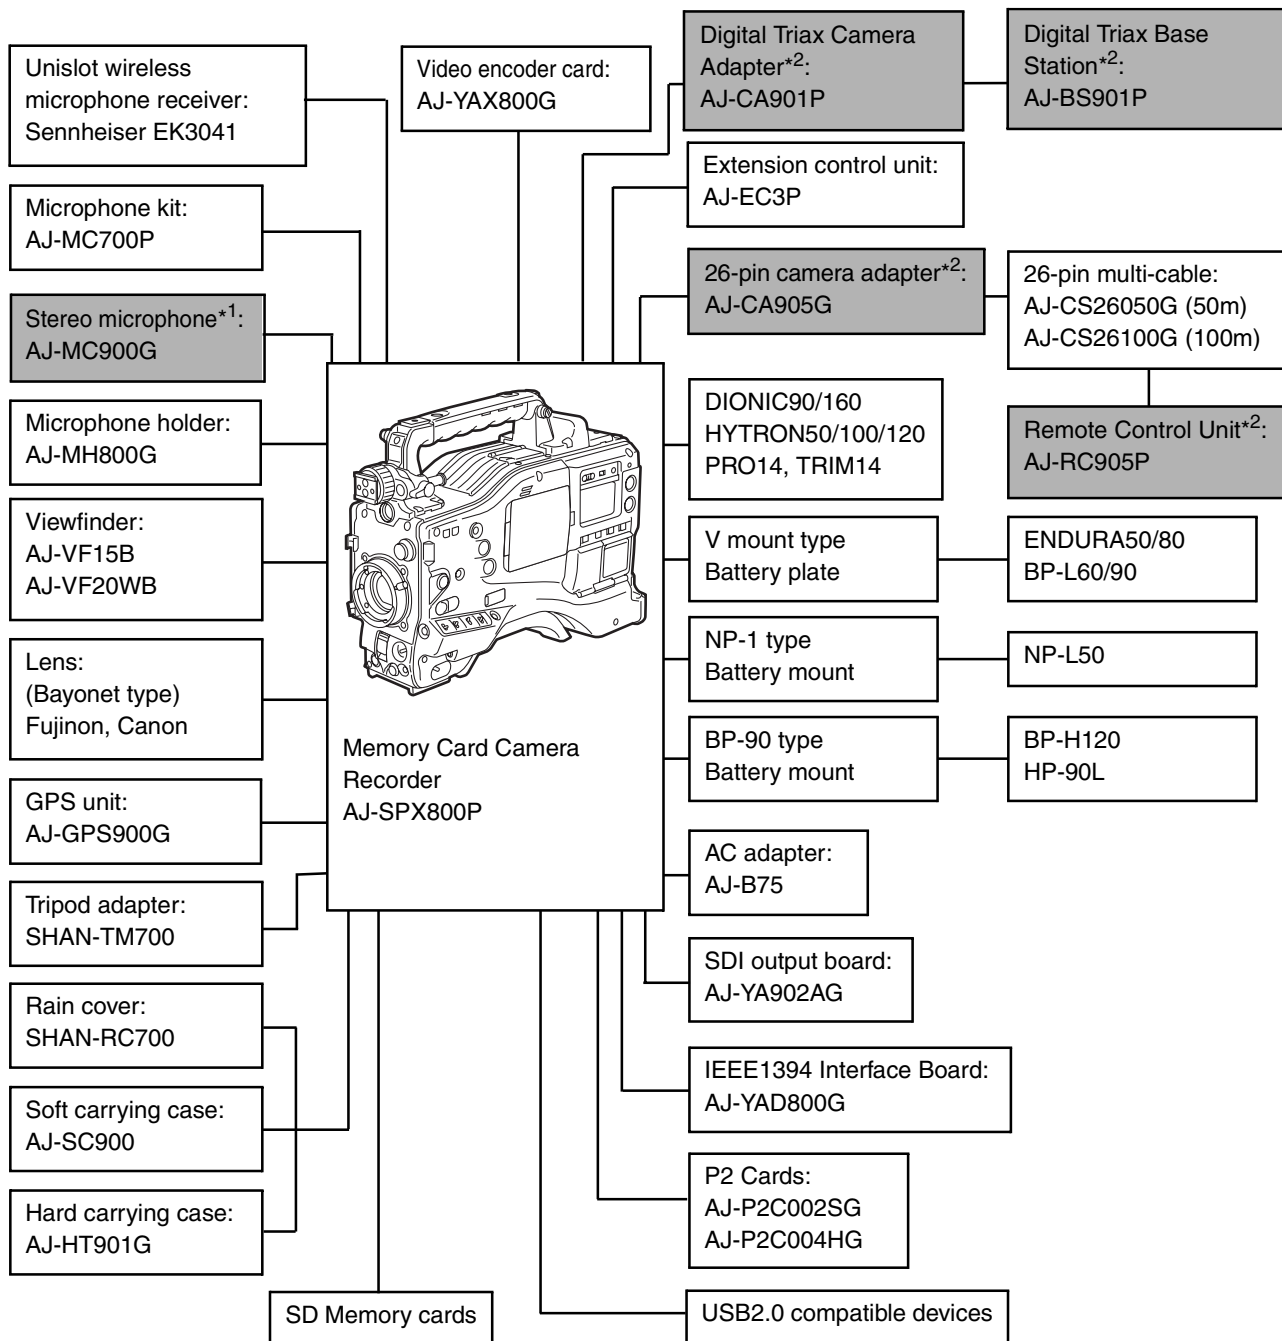 Unislot wireless
microphone receiver:
Sennheiser EK3041
Video encoder card:
AJ-YAX800G
Digital Triax Camera
Adapter*2:
AJ-CA901P
Digital Triax Base
Station*2:
AJ-BS901P
Extension control unit:
AJ-EC3P
Microphone kit:
AJ-MC700P
26-pin camera adapter*2:
AJ-CA905G
26-pin multi-cable:
AJ-CS26050G (50m)
AJ-CS26100G (100m)
Stereo microphone*1:
AJ-MC900G
Microphone holder:
AJ-MH800G
DIONIC90/160
HYTRON50/100/120
PRO14, TRIM14
Remote Control Unit*2:
AJ-RC905P
Viewfinder:
AJ-VF15B
AJ-VF20WB
V mount type
Battery plate
ENDURA50/80
BP-L60/90
Lens:
(Bayonet type)
Fujinon, Canon
NP-1 type
Battery mount
NP-L50
Memory Card Camera
Recorder
AJ-SPX800P
BP-90 type
Battery mount
BP-H120
HP-90L
GPS unit:
AJ-GPS900G
AC adapter:
AJ-B75
Tripod adapter:
SHAN-TM700
SDI output board:
AJ-YA902AG
Rain cover:
SHAN-RC700
IEEE1394 Interface Board:
AJ-YAD800G
Soft carrying case:
AJ-SC900
P2 Cards:
AJ-P2C002SG
AJ-P2C004HG
Hard carrying case:
AJ-HT901G
SD Memory cards
USB2.0 compatible devices